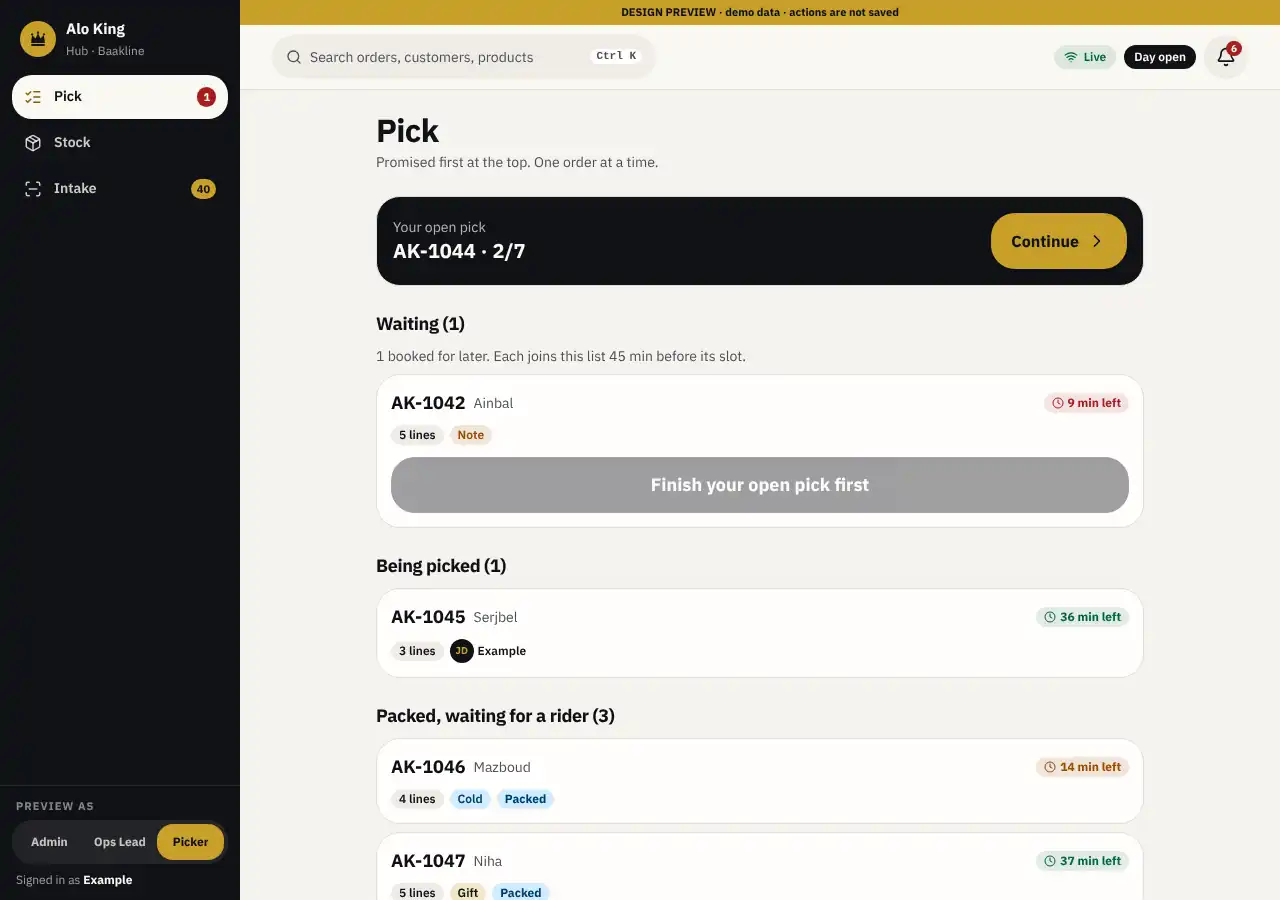 DESIGN PREVIEW · demo data · actions are not saved
Alo King
Hub · Baakline
Pick 1
Stock
Intake 40
Search orders, customers, products Ctrl K
Live
Day open
6
Pick
Promised first at the top. One order at a time.
Your open pick
AK-1044 · 2/7
Continue
Waiting (1)
1 booked for later. Each joins this list 45 min before its slot.
AK-1042 Ainbal 9 min left
5 lines Note
Finish your open pick first
Being picked (1)
AK-1045 Serjbel 36 min left
3 lines JD Example
Packed, waiting for a rider (3)
AK-1046 Mazboud 14 min left
4 lines Cold Packed
AK-1047 Niha 37 min left
5 lines Gift Packed
PREVIEW AS
Admin Ops Lead Picker
Signed in as Example